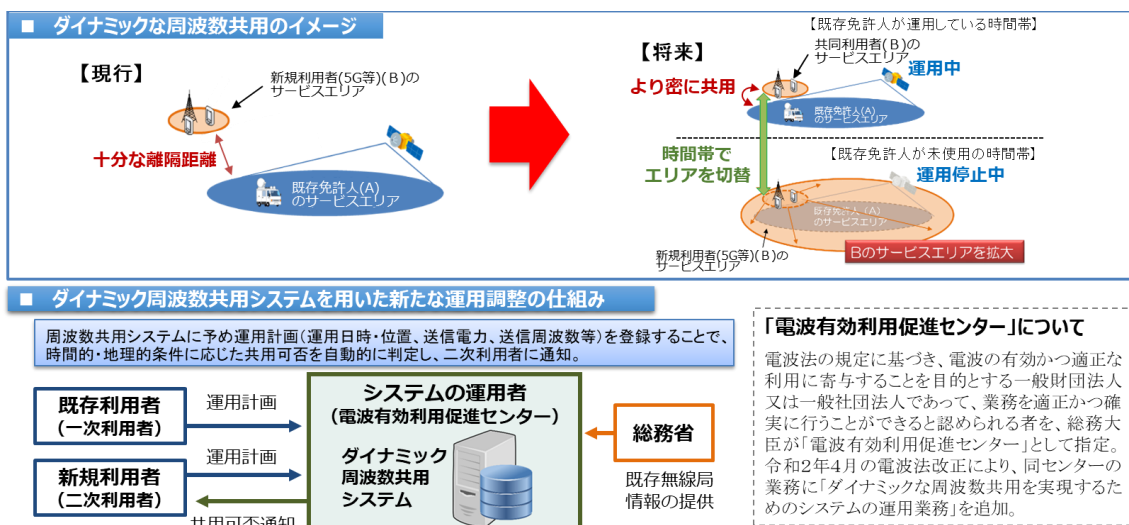 ■ ダイナミックな周波数共用のイメージ
【現行】
新規利用者(5G等)(B)の
サービスエリア
十分な離隔距離
既存免許人(A)
のサービスエリア
【将来】
【既存免許人が運用している時間帯】
共同利用者(B)の
サービスエリア
運用中
より密に共用
既存免許人(A)
のサービスエリア
時間帯で
エリアを切替
【既存免許人が未使用の時間帯】
運用停止中
既存免許人(A)
のサービスエリア
新規利用者(5G等)(B)の
サービスエリア
Bのサービスエリアを拡大
■ ダイナミック周波数共用システムを用いた新たな運用調整の仕組み
周波数共用システムに予め運用計画(運用日時・位置、送信電力、送信周波数等)を登録することで、
時間的・地理的条件に応じた共用可否を自動的に判定し、二次利用者に通知。
既存利用者
(一次利用者)
運用計画
新規利用者
(二次利用者)
運用計画
共用可否通知
システムの運用者
(電波有効利用促進センター)
ダイナミック
周波数共用
システム
総務省
既存無線局
情報の提供
「電波有効利用促進センター」について
電波法の規定に基づき、電波の有効かつ適正な
利用に寄与することを目的とする一般財団法人
又は一般社団法人であって、業務を適正かつ確
実に行うことができると認められる者を、総務大
臣が「電波有効利用促進センター」として指定。
令和2年4月の電波法改正により、同センターの
業務に「ダイナミックな周波数共用を実現するた
めのシステムの運用業務」を追加。